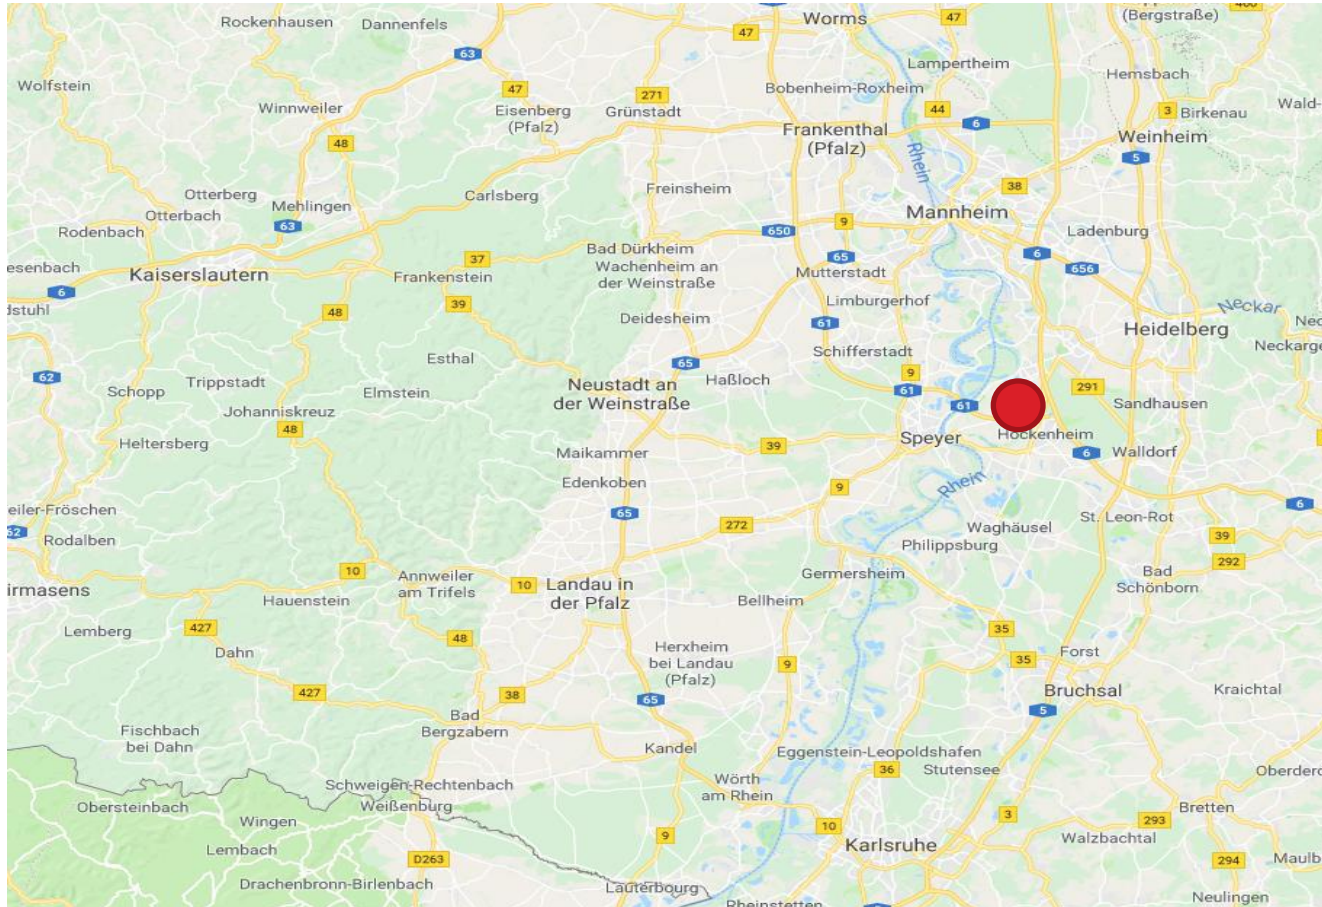 Rockenhausen
Dannenfels
Worms
47
(Bergstraße)
47
63
Lampertheim
Wolfstein
47
271
Bobenheim-Roxheim
Hemsbach
Winnweiler
Eisenberg
(Pfalz)
Grünstadt
44
6
3
Birkenau
Wald-
48
Frankenthal
(Pfalz)
Rhein
Weinheim
5
Otterberg
Mehlingen
Carlsberg
Freinsheim
38
Otterbach
63
Mannheim
Rodenbach
650
9
Ladenburg
Kaiserslautern
37
Bad Dürkheim
65
6
656
esenbach
Frankenstein
Wachenheim an
der Weinstraße
Mutterstadt
6
39
Limburgerhof
Neckar
dstuhl
48
Deidesheim
61
Heidelberg
Nec
Neckarge
Esthal
65
Schifferstadt
62
Trippstadt
Elmstein
Neustadt an
der Weinstraße
Haßloch
9
61
61
291
Sandhausen
Schopp
Johanniskreuz
48
Heltersberg
Maikammer
39
Speyer
Hockenheim
6
Walldorf
Edenkoben
9
Rhein
6
eiler-Fröschen
65
272
Waghäusel
St. Leon-Rot
62
Rodalben
Philippsburg
39
292
irmasens
10
Annweiler
am Trifels
10
Landau in
der Pfalz
Germersheim
Bad
Schönborn
Hauenstein
Bellheim
Lemberg
427
48
35
Dahn
Herxheim
bei Landau
(Pfalz)
9
35
Forst
427
38
65
Bruchsal
Kraichtal
5
Fischbach
bei Dahn
Bad
Bergzabern
Kandel
Eggenstein-Leopoldshafen
36
Stutensee
Oberderd
Schweigen-Rechtenbach
Weißenburg
Wörth
am Rhein
Obersteinbach
Wingen
10
3
293
Bretten
Lembach
9
Karlsruhe
Walzbachtal
D263
294
Maulb
Drachenbronn-Birlenbach
Lauterbourg
Rheinstetten
Neulingen